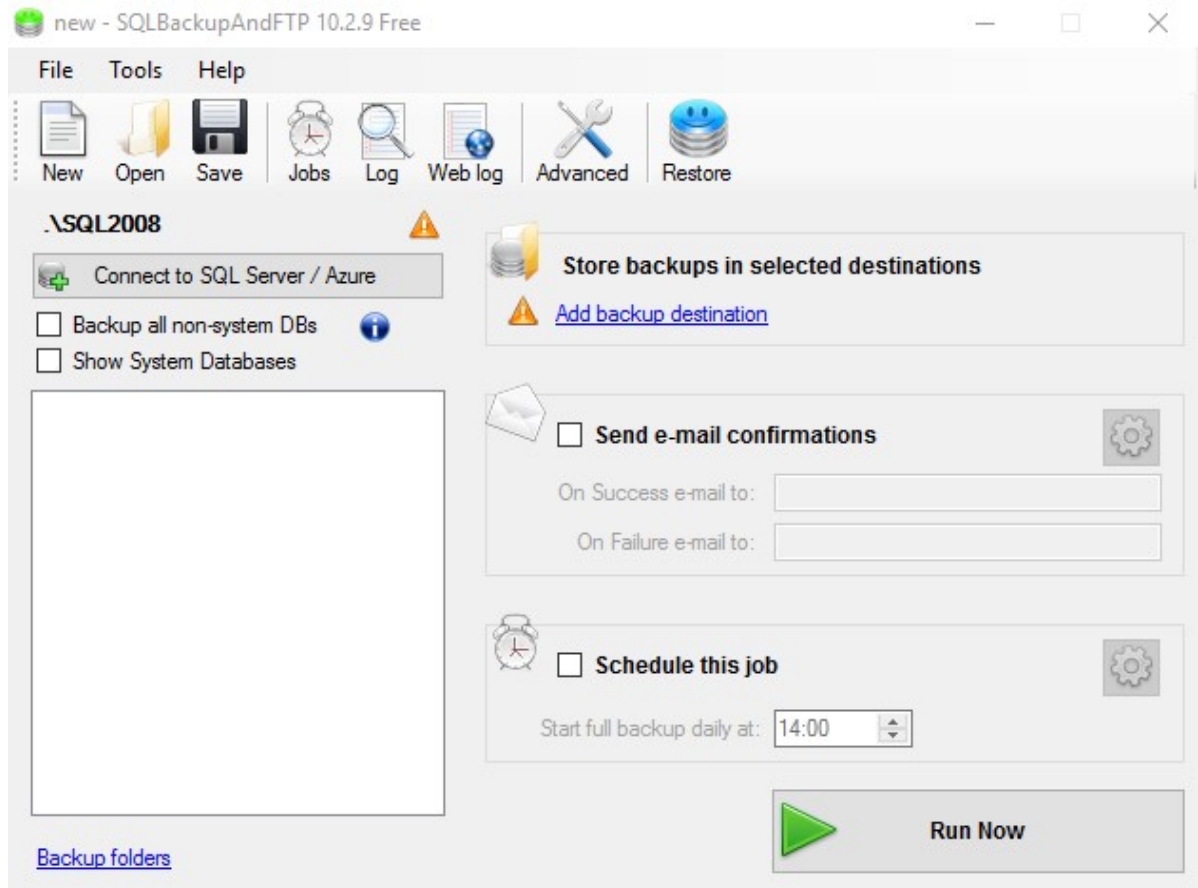 new - SQLBackupAndFTP 10.2.9 Free
File Tools Help
New Open Save Jobs Log Web log Advanced Restore
.\SQL2008
Connect to SQL Server / Azure
Backup all non-system DBs
Show System Databases
Backup folders
Store backups in selected destinations
Add backup destination
Send e-mail confirmations
On Success e-mail to:
On Failure e-mail to:
Schedule this job
Start full backup daily at: 14:00
Run Now